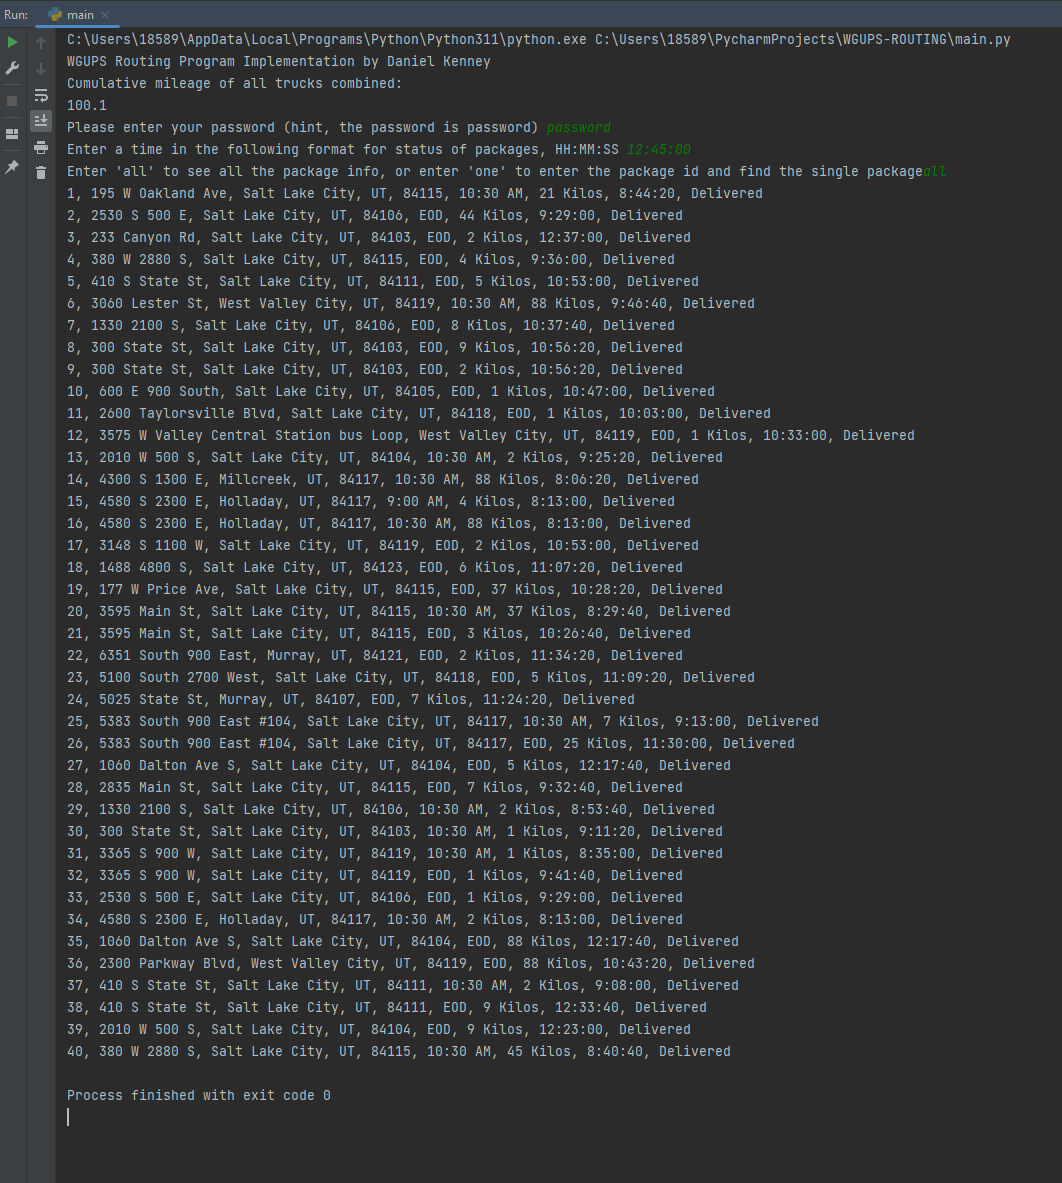 Run: main
C:\Users\18589\AppData\Local\Programs\Python\Python311\python.exe C:\Users\18589\PycharmProjects\WGUPS-ROUTING\main.py
WGUPS Routing Program Implementation by Daniel Kenney
Cumulative mileage of all trucks combined:
100.1
Please enter your password (hint, the password is password) password
Enter a time in the following format for status of packages, HH:MM:SS 12:45:00
Enter 'all' to see all the package info, or enter 'one' to enter the package id and find the single packageall
1, 195 W Oakland Ave, Salt Lake City, UT, 84115, 10:30 AM, 21 Kilos, 8:44:20, Delivered
2, 2530 S 500 E, Salt Lake City, UT, 84106, EOD, 44 Kilos, 9:29:00, Delivered
3, 233 Canyon Rd, Salt Lake City, UT, 84103, EOD, 2 Kilos, 12:37:00, Delivered
4, 380 W 2880 S, Salt Lake City, UT, 84115, EOD, 4 Kilos, 9:36:00, Delivered
5, 410 S State St, Salt Lake City, UT, 84111, EOD, 5 Kilos, 10:53:00, Delivered
6, 3060 Lester St, West Valley City, UT, 84119, 10:30 AM, 88 Kilos, 9:46:40, Delivered
7, 1330 2100 S, Salt Lake City, UT, 84106, EOD, 8 Kilos, 10:37:40, Delivered
8, 300 State St, Salt Lake City, UT, 84103, EOD, 9 Kilos, 10:56:20, Delivered
9, 300 State St, Salt Lake City, UT, 84103, EOD, 2 Kilos, 10:56:20, Delivered
10, 600 E 900 South, Salt Lake City, UT, 84105, EOD, 1 Kilos, 10:47:00, Delivered
11, 2600 Taylorsville Blvd, Salt Lake City, UT, 84118, EOD, 1 Kilos, 10:03:00, Delivered
12, 3575 W Valley Central Station bus Loop, West Valley City, UT, 84119, EOD, 1 Kilos, 10:33:00, Delivered
13, 2010 W 500 S, Salt Lake City, UT, 84104, 10:30 AM, 2 Kilos, 9:25:20, Delivered
14, 4300 S 1300 E, Millcreek, UT, 84117, 10:30 AM, 88 Kilos, 8:06:20, Delivered
15, 4580 S 2300 E, Holladay, UT, 84117, 9:00 AM, 4 Kilos, 8:13:00, Delivered
16, 4580 S 2300 E, Holladay, UT, 84117, 10:30 AM, 88 Kilos, 8:13:00, Delivered
17, 3148 S 1100 W, Salt Lake City, UT, 84119, EOD, 2 Kilos, 10:53:00, Delivered
18, 1488 4800 S, Salt Lake City, UT, 84123, EOD, 6 Kilos, 11:07:20, Delivered
19, 177 W Price Ave, Salt Lake City, UT, 84115, EOD, 37 Kilos, 10:28:20, Delivered
20, 3595 Main St, Salt Lake City, UT, 84115, 10:30 AM, 37 Kilos, 8:29:40, Delivered
21, 3595 Main St, Salt Lake City, UT, 84115, EOD, 3 Kilos, 10:26:40, Delivered
22, 6351 South 900 East, Murray, UT, 84121, EOD, 2 Kilos, 11:34:20, Delivered
23, 5100 South 2700 West, Salt Lake City, UT, 84118, EOD, 5 Kilos, 11:09:20, Delivered
24, 5025 State St, Murray, UT, 84107, EOD, 7 Kilos, 11:24:20, Delivered
25, 5383 South 900 East #104, Salt Lake City, UT, 84117, 10:30 AM, 7 Kilos, 9:13:00, Delivered
26, 5383 South 900 East #104, Salt Lake City, UT, 84117, EOD, 25 Kilos, 11:30:00, Delivered
27, 1060 Dalton Ave S, Salt Lake City, UT, 84104, EOD, 5 Kilos, 12:17:40, Delivered
28, 2835 Main St, Salt Lake City, UT, 84115, EOD, 7 Kilos, 9:32:40, Delivered
29, 1330 2100 S, Salt Lake City, UT, 84106, 10:30 AM, 2 Kilos, 8:53:40, Delivered
30, 300 State St, Salt Lake City, UT, 84103, 10:30 AM, 1 Kilos, 9:11:20, Delivered
31, 3365 S 900 W, Salt Lake City, UT, 84119, 10:30 AM, 1 Kilos, 8:35:00, Delivered
32, 3365 S 900 W, Salt Lake City, UT, 84119, EOD, 1 Kilos, 9:41:40, Delivered
33, 2530 S 500 E, Salt Lake City, UT, 84106, EOD, 1 Kilos, 9:29:00, Delivered
34, 4580 S 2300 E, Holladay, UT, 84117, 10:30 AM, 2 Kilos, 8:13:00, Delivered
35, 1060 Dalton Ave S, Salt Lake City, UT, 84104, EOD, 88 Kilos, 12:17:40, Delivered
36, 2300 Parkway Blvd, West Valley City, UT, 84119, EOD, 88 Kilos, 10:43:20, Delivered
37, 410 S State St, Salt Lake City, UT, 84111, 10:30 AM, 2 Kilos, 9:08:00, Delivered
38, 410 S State St, Salt Lake City, UT, 84111, EOD, 9 Kilos, 12:33:40, Delivered
39, 2010 W 500 S, Salt Lake City, UT, 84104, EOD, 9 Kilos, 12:23:00, Delivered
40, 380 W 2880 S, Salt Lake City, UT, 84115, 10:30 AM, 45 Kilos, 8:40:40, Delivered
Process finished with exit code 0